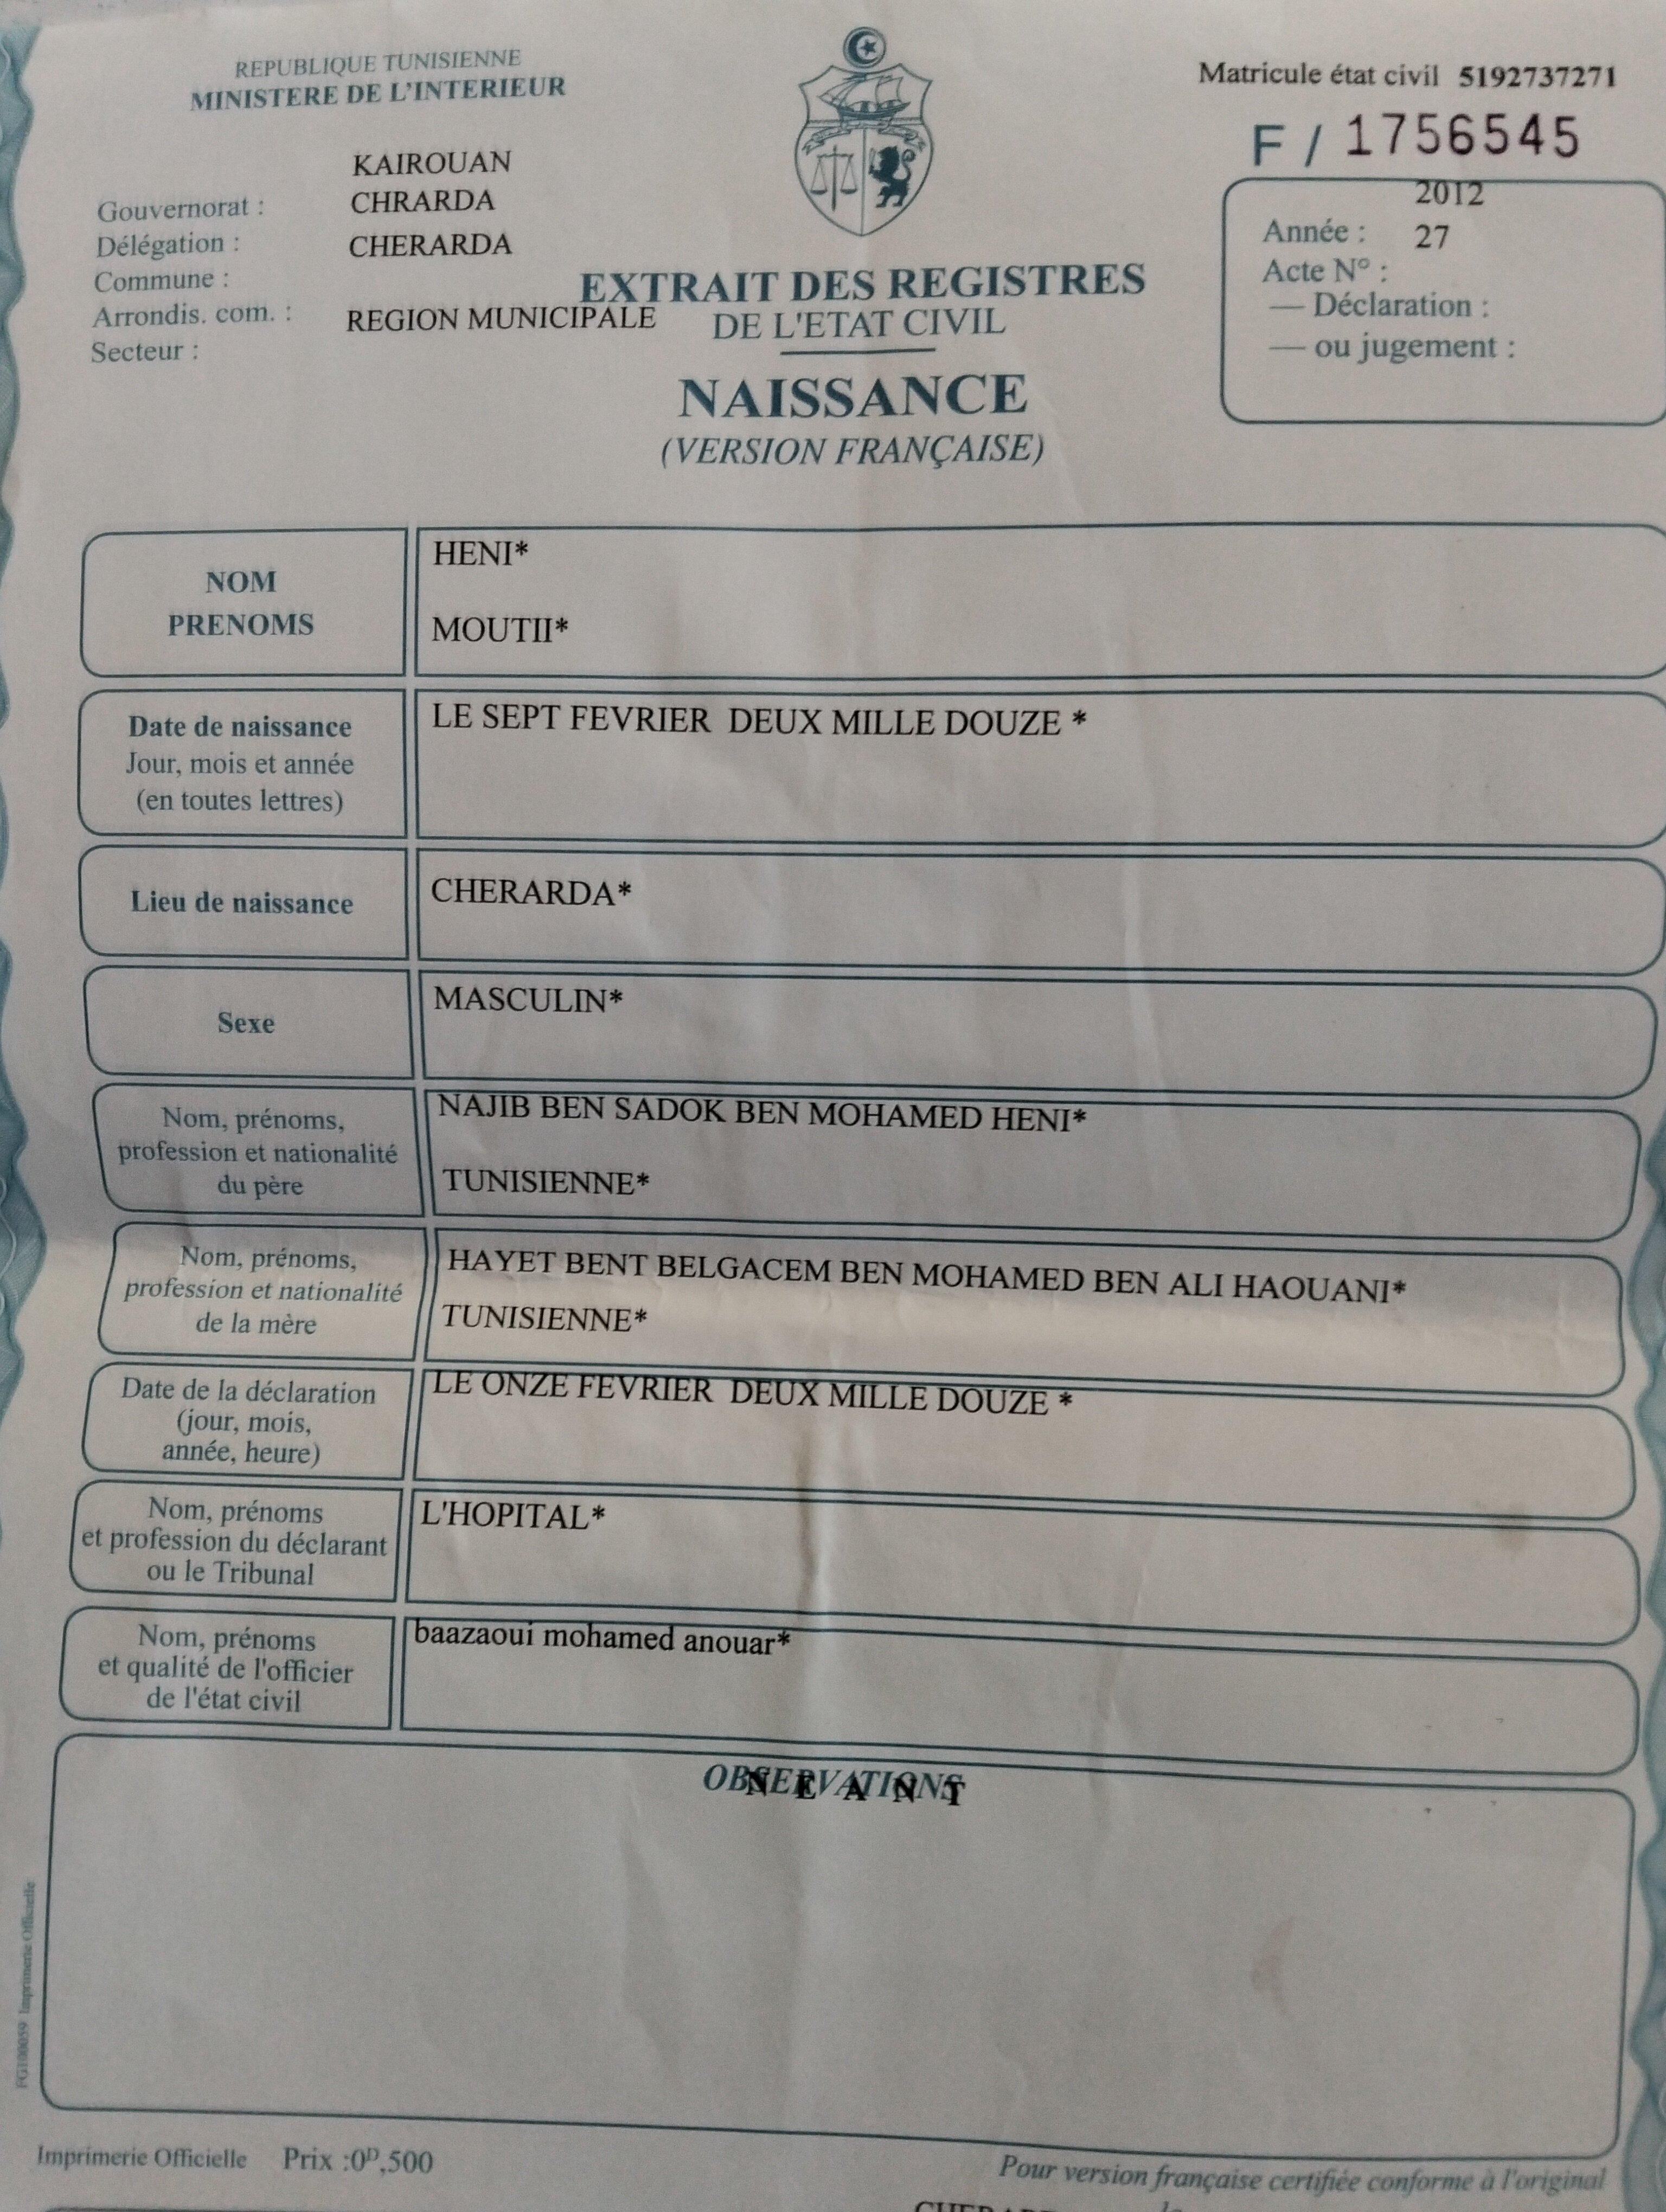 REPUBLIQUE TUNISIENNE
MINISTERE DE L'INTERIEUR
Matricule état civil 5192737271
F / 1756545
KAIROUAN
Gouvernorat : CHRARDA
Délégation : CHERARDA
Commune :
Arrondis. com. : REGION MUNICIPALE
Secteur :
2012
Année : 27
Acte N° :
— Déclaration :
— ou jugement :
EXTRAIT DES REGISTRES
DE L'ETAT CIVIL
NAISSANCE
(VERSION FRANÇAISE)
NOM
PRENOMS
HENI*
MOUTII*
Date de naissance
Jour, mois et année
(en toutes lettres)
LE SEPT FEVRIER DEUX MILLE DOUZE *
Lieu de naissance
CHERARDA*
Sexe
MASCULIN*
Nom, prénoms,
profession et nationalité
du père
NAJIB BEN SADOK BEN MOHAMED HENI*
TUNISIENNE*
Nom, prénoms,
profession et nationalité
de la mère
HAYET BENT BELGACEM BEN MOHAMED BEN ALI HAOUANI*
TUNISIENNE*
Date de la déclaration
(jour, mois,
année, heure)
LE ONZE FEVRIER DEUX MILLE DOUZE *
Nom, prénoms
et profession du déclarant
ou le Tribunal
L'HOPITAL*
Nom, prénoms
et qualité de l'officier
de l'état civil
baazaoui mohamed anouar*
OBSERVATIONS
N E A N T
FG100059 Imprimerie Officielle
Imprimerie Officielle Prix :0ᴰ,500
Pour version française certifiée conforme à l'original